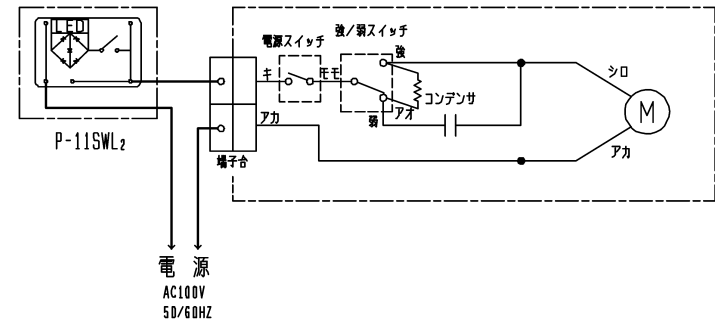 LED
P-11SWL₂
電源スイッチ
強/弱スイッチ
強
キ
モモ
シロ
コンデンサ
アオ
弱
アカ
M
アカ
端子台
電 源
AC100V
50/60HZ